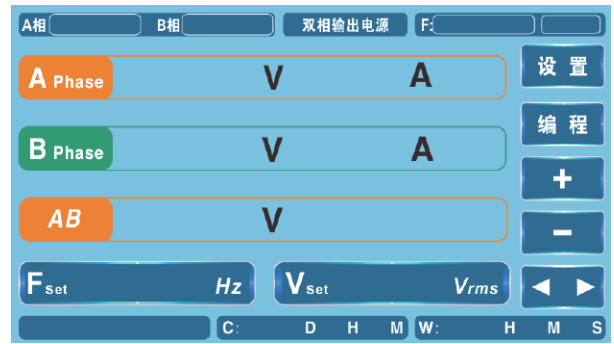 A相 B相 双相输出电源 F:
A Phase V A 设 置
B Phase V A 编 程
+
AB V
−
Fset Hz Vset Vrms ◀ ▶
C: D H M W: H M S